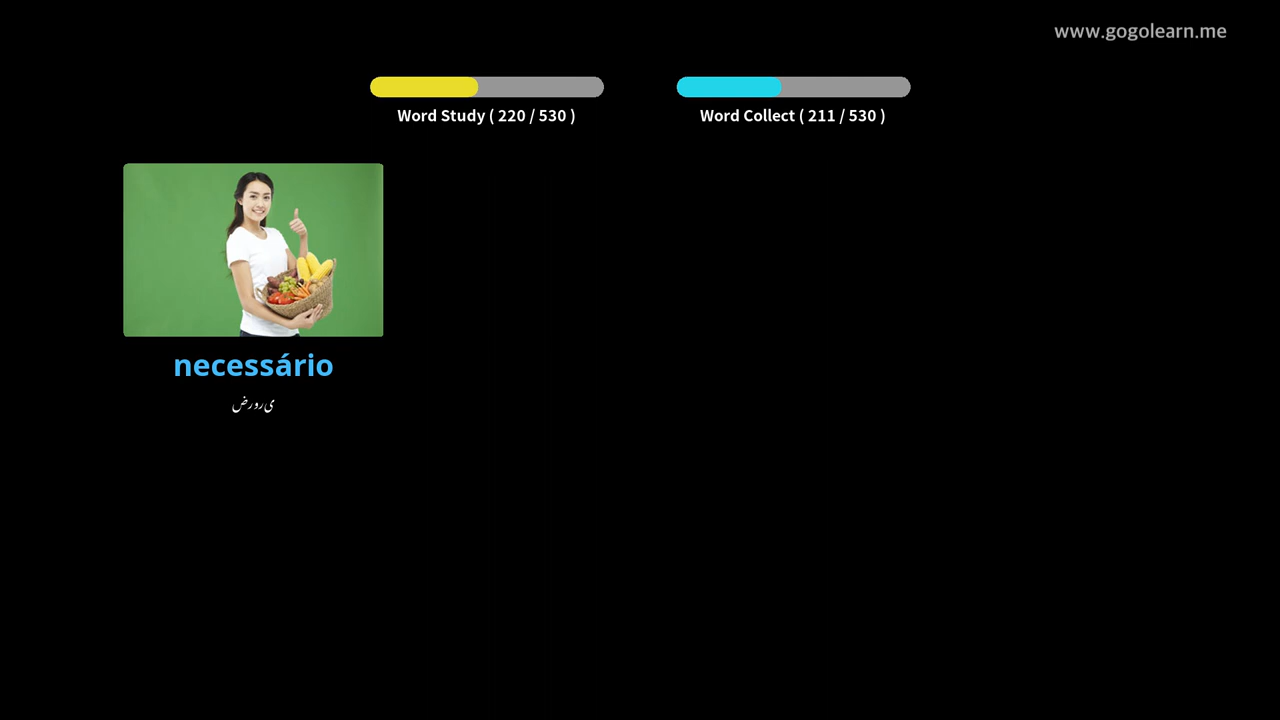 www.gogolearn.me
Word Study ( 220 / 530 )
Word Collect ( 211 / 530 )
necessário
ضروری